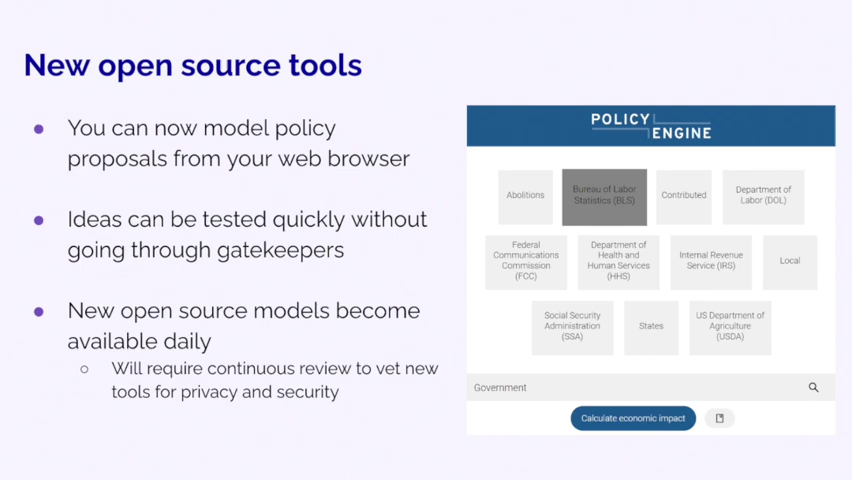 New open source tools
You can now model policy
proposals from your web browser
Ideas can be tested quickly without
going through gatekeepers
New open source models become
available daily
Will require continuous review to vet new
tools for privacy and security
POLICY
ENGINE
Abolitions
Bureau of Labor
Statistics (BLS)
Contributed
Department of
Labor (DOL)
Federal
Communications
Commission
(FCC)
Department of
Health and
Human Services
(HHS)
Internal Revenue
Service (IRS)
Local
Social Security
Administration
(SSA)
States
US Department of
Agriculture
(USDA)
Government
Calculate economic impact